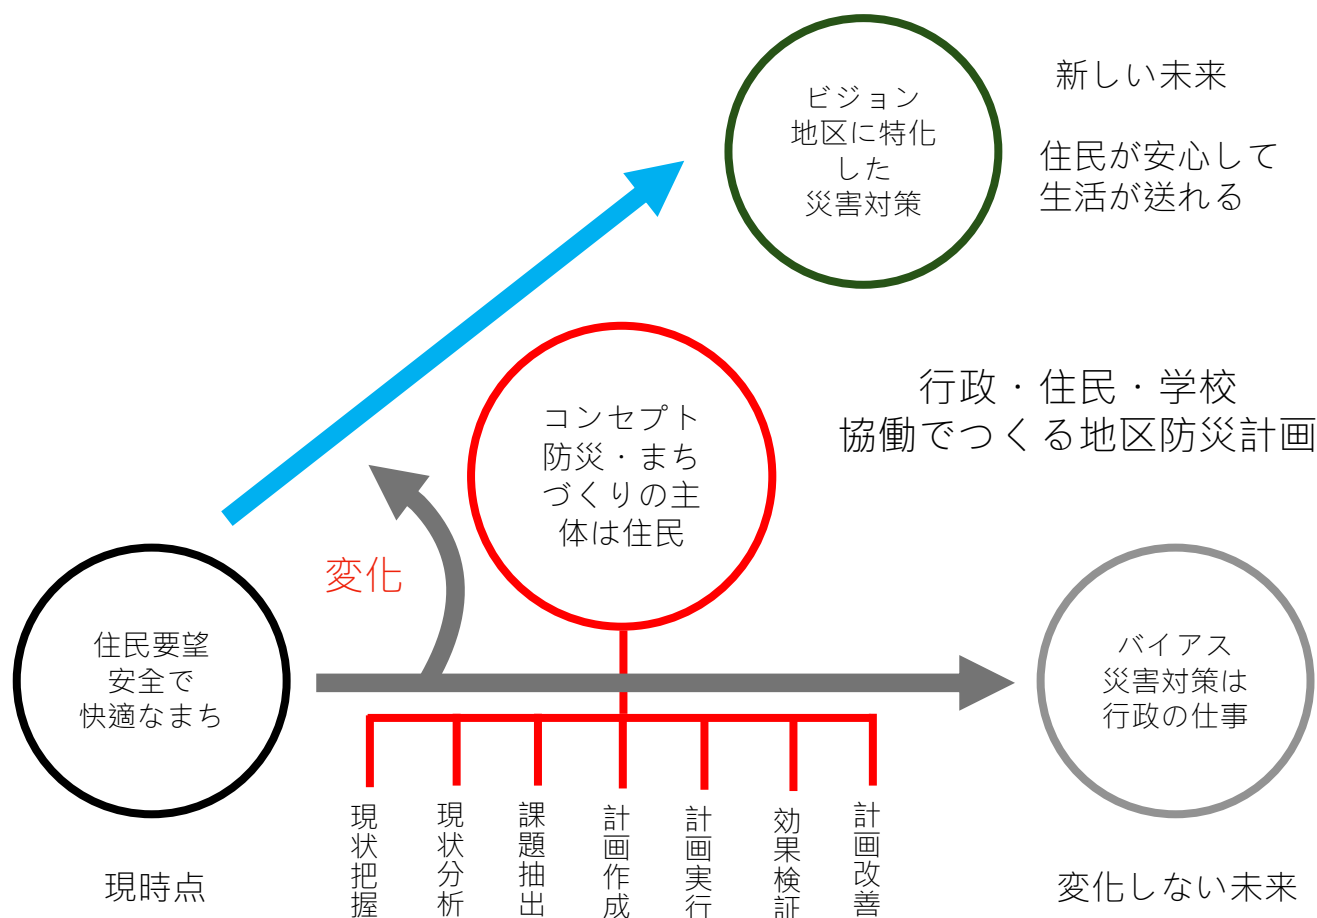 ビジョン
地区に特化
した
災害対策
新しい未来
住民が安心して
生活が送れる
コンセプト
防災・まち
づくりの主
体は住民
行政・住民・学校
協働でつくる地区防災計画
変化
住民要望
安全で
快適なまち
現時点
バイアス
災害対策は
行政の仕事
変化しない未来
現状把握
現状分析
課題抽出
計画作成
計画実行
効果検証
計画改善